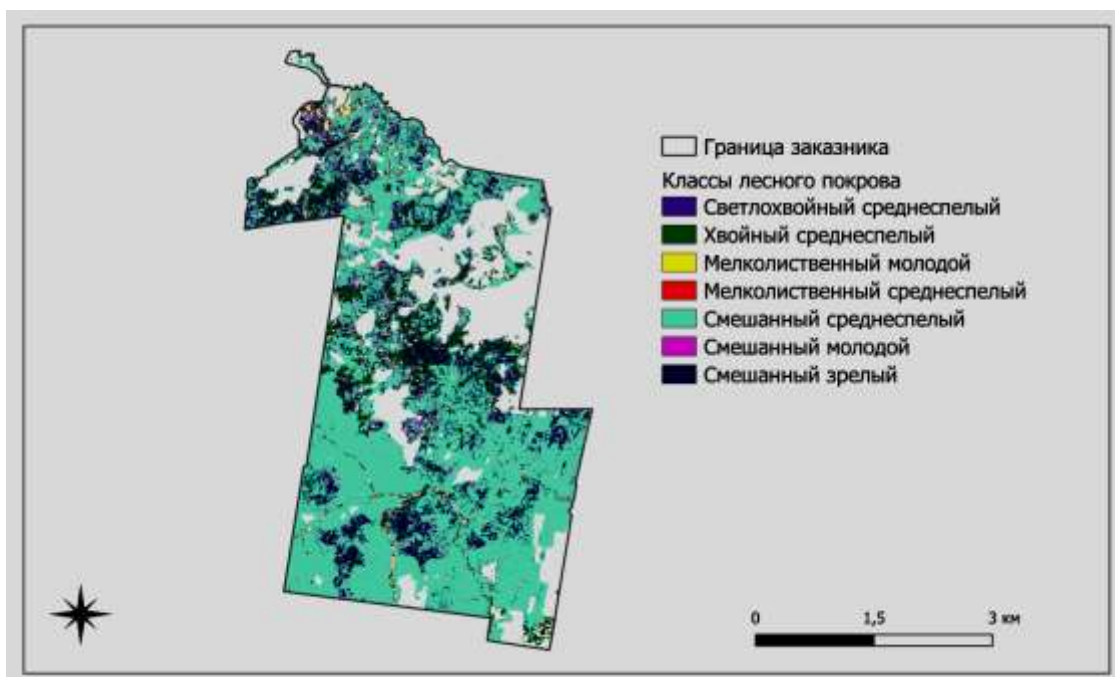 Граница заказника
Классы лесного покрова
Светлохвойный среднеспелый
Хвойный среднеспелый
Мелколиственный молодой
Мелколиственный среднеспелый
Смешанный среднеспелый
Смешанный молодой
Смешанный зрелый
0 1,5 3 км